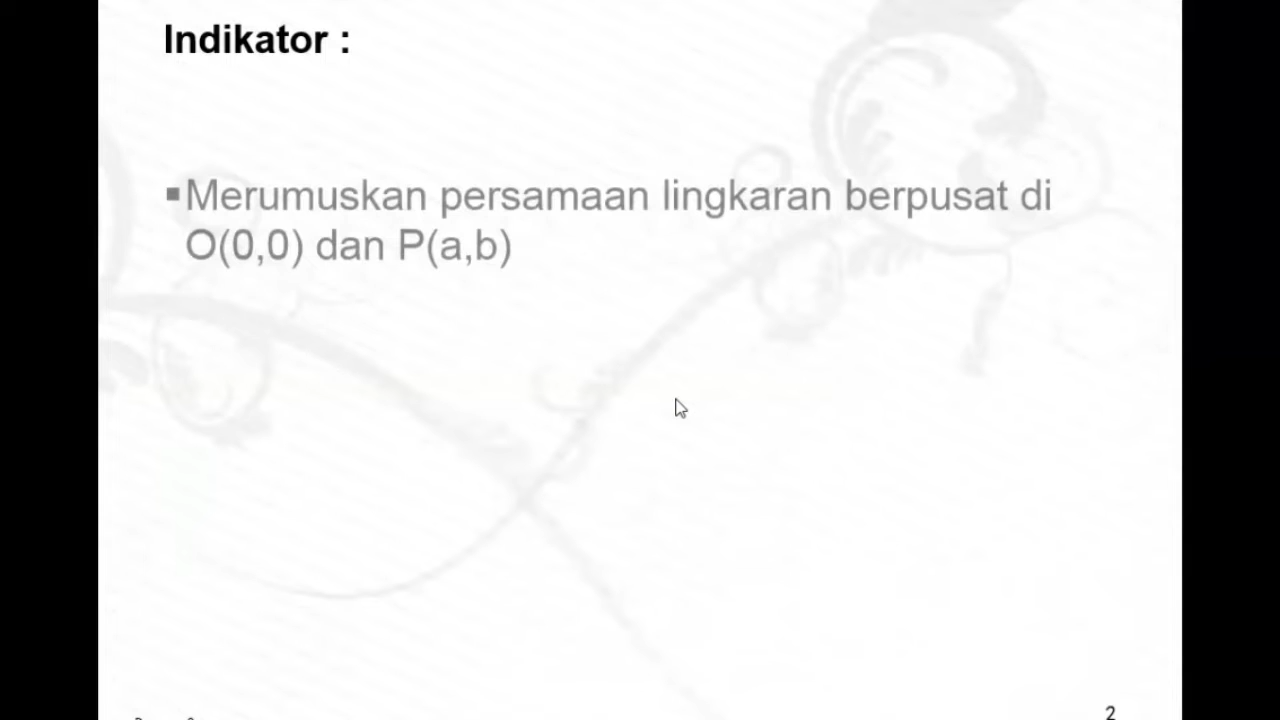 Indikator :
▪Merumuskan persamaan lingkaran berpusat di
O(0,0) dan P(a,b)
2